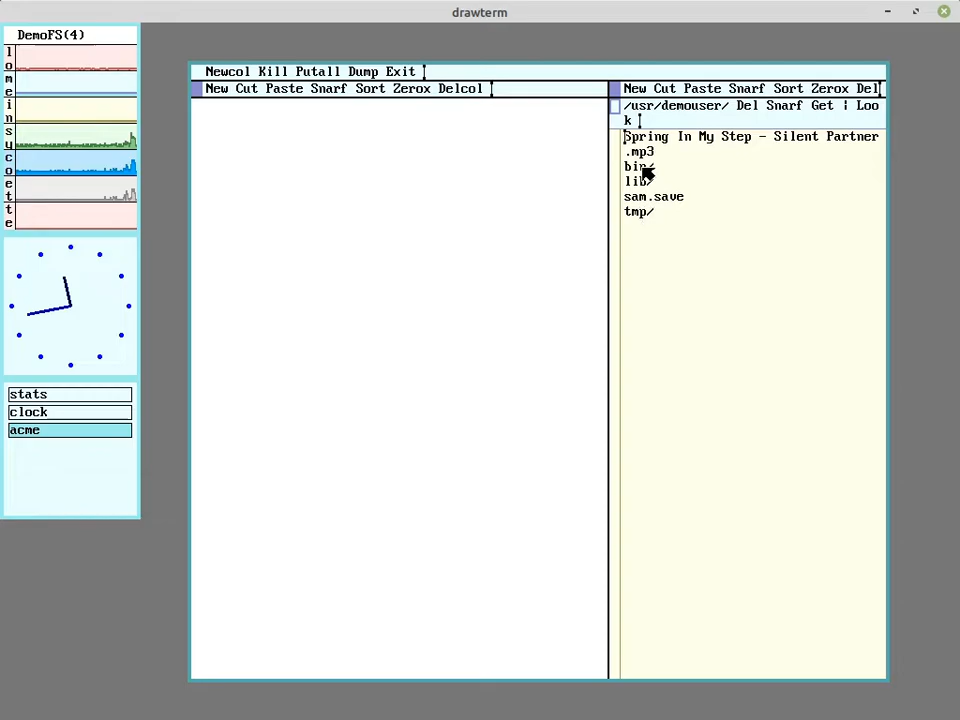 drawterm
DemoFS(4)
l
o
m
e
i
n
s
y
c
o
e
t
t
e
stats
clock
acme
Newcol Kill Putall Dump Exit
New Cut Paste Snarf Sort Zerox Delcol
New Cut Paste Snarf Sort Zerox Del
/usr/demouser/ Del Snarf Get | Loo
k
Spring In My Step - Silent Partner
.mp3
bin/
lib/
sam.save
tmp/